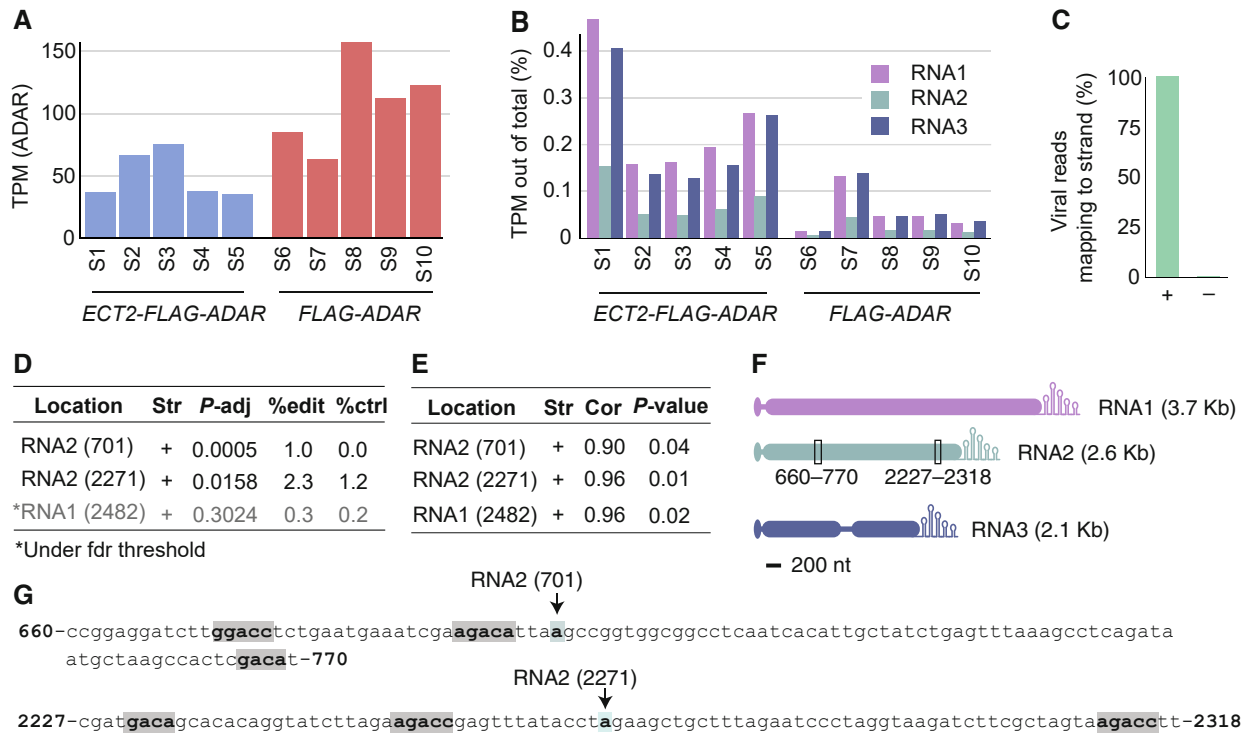 A
TPM (ADAR)
150
100
50
0
S1 S2 S3 S4 S5 S6 S7 S8 S9 S10
ECT2-FLAG-ADAR FLAG-ADAR
B
TPM out of total (%)
0.4
0.3
0.2
0.1
0
RNA1
RNA2
RNA3
S1 S2 S3 S4 S5 S6 S7 S8 S9 S10
ECT2-FLAG-ADAR FLAG-ADAR
C
Viral reads
mapping to strand (%)
100
75
50
25
0
+ −
D
Location Str P-adj %edit %ctrl
RNA2 (701) + 0.0005 1.0 0.0
RNA2 (2271) + 0.0158 2.3 1.2
*RNA1 (2482) + 0.3024 0.3 0.2
*Under fdr threshold
E
Location Str Cor P-value
RNA2 (701) + 0.90 0.04
RNA2 (2271) + 0.96 0.01
RNA1 (2482) + 0.96 0.02
F
RNA1 (3.7 Kb)
RNA2 (2.6 Kb)
660–770 2227–2318
RNA3 (2.1 Kb)
200 nt
G
RNA2 (701)
660-ccggaggatcttggacctctgaatgaaatcgaagacattaagccggtggcggcctcaatcacattgctatctgagtttaaagcctcagata
atgctaagccactcgacat-770
RNA2 (2271)
2227-cgatgacagcacacaggtatcttagaagaccgagtttatacctagaagctgctttagaatccctaggtaagatcttcgctagtaagaccтt-2318